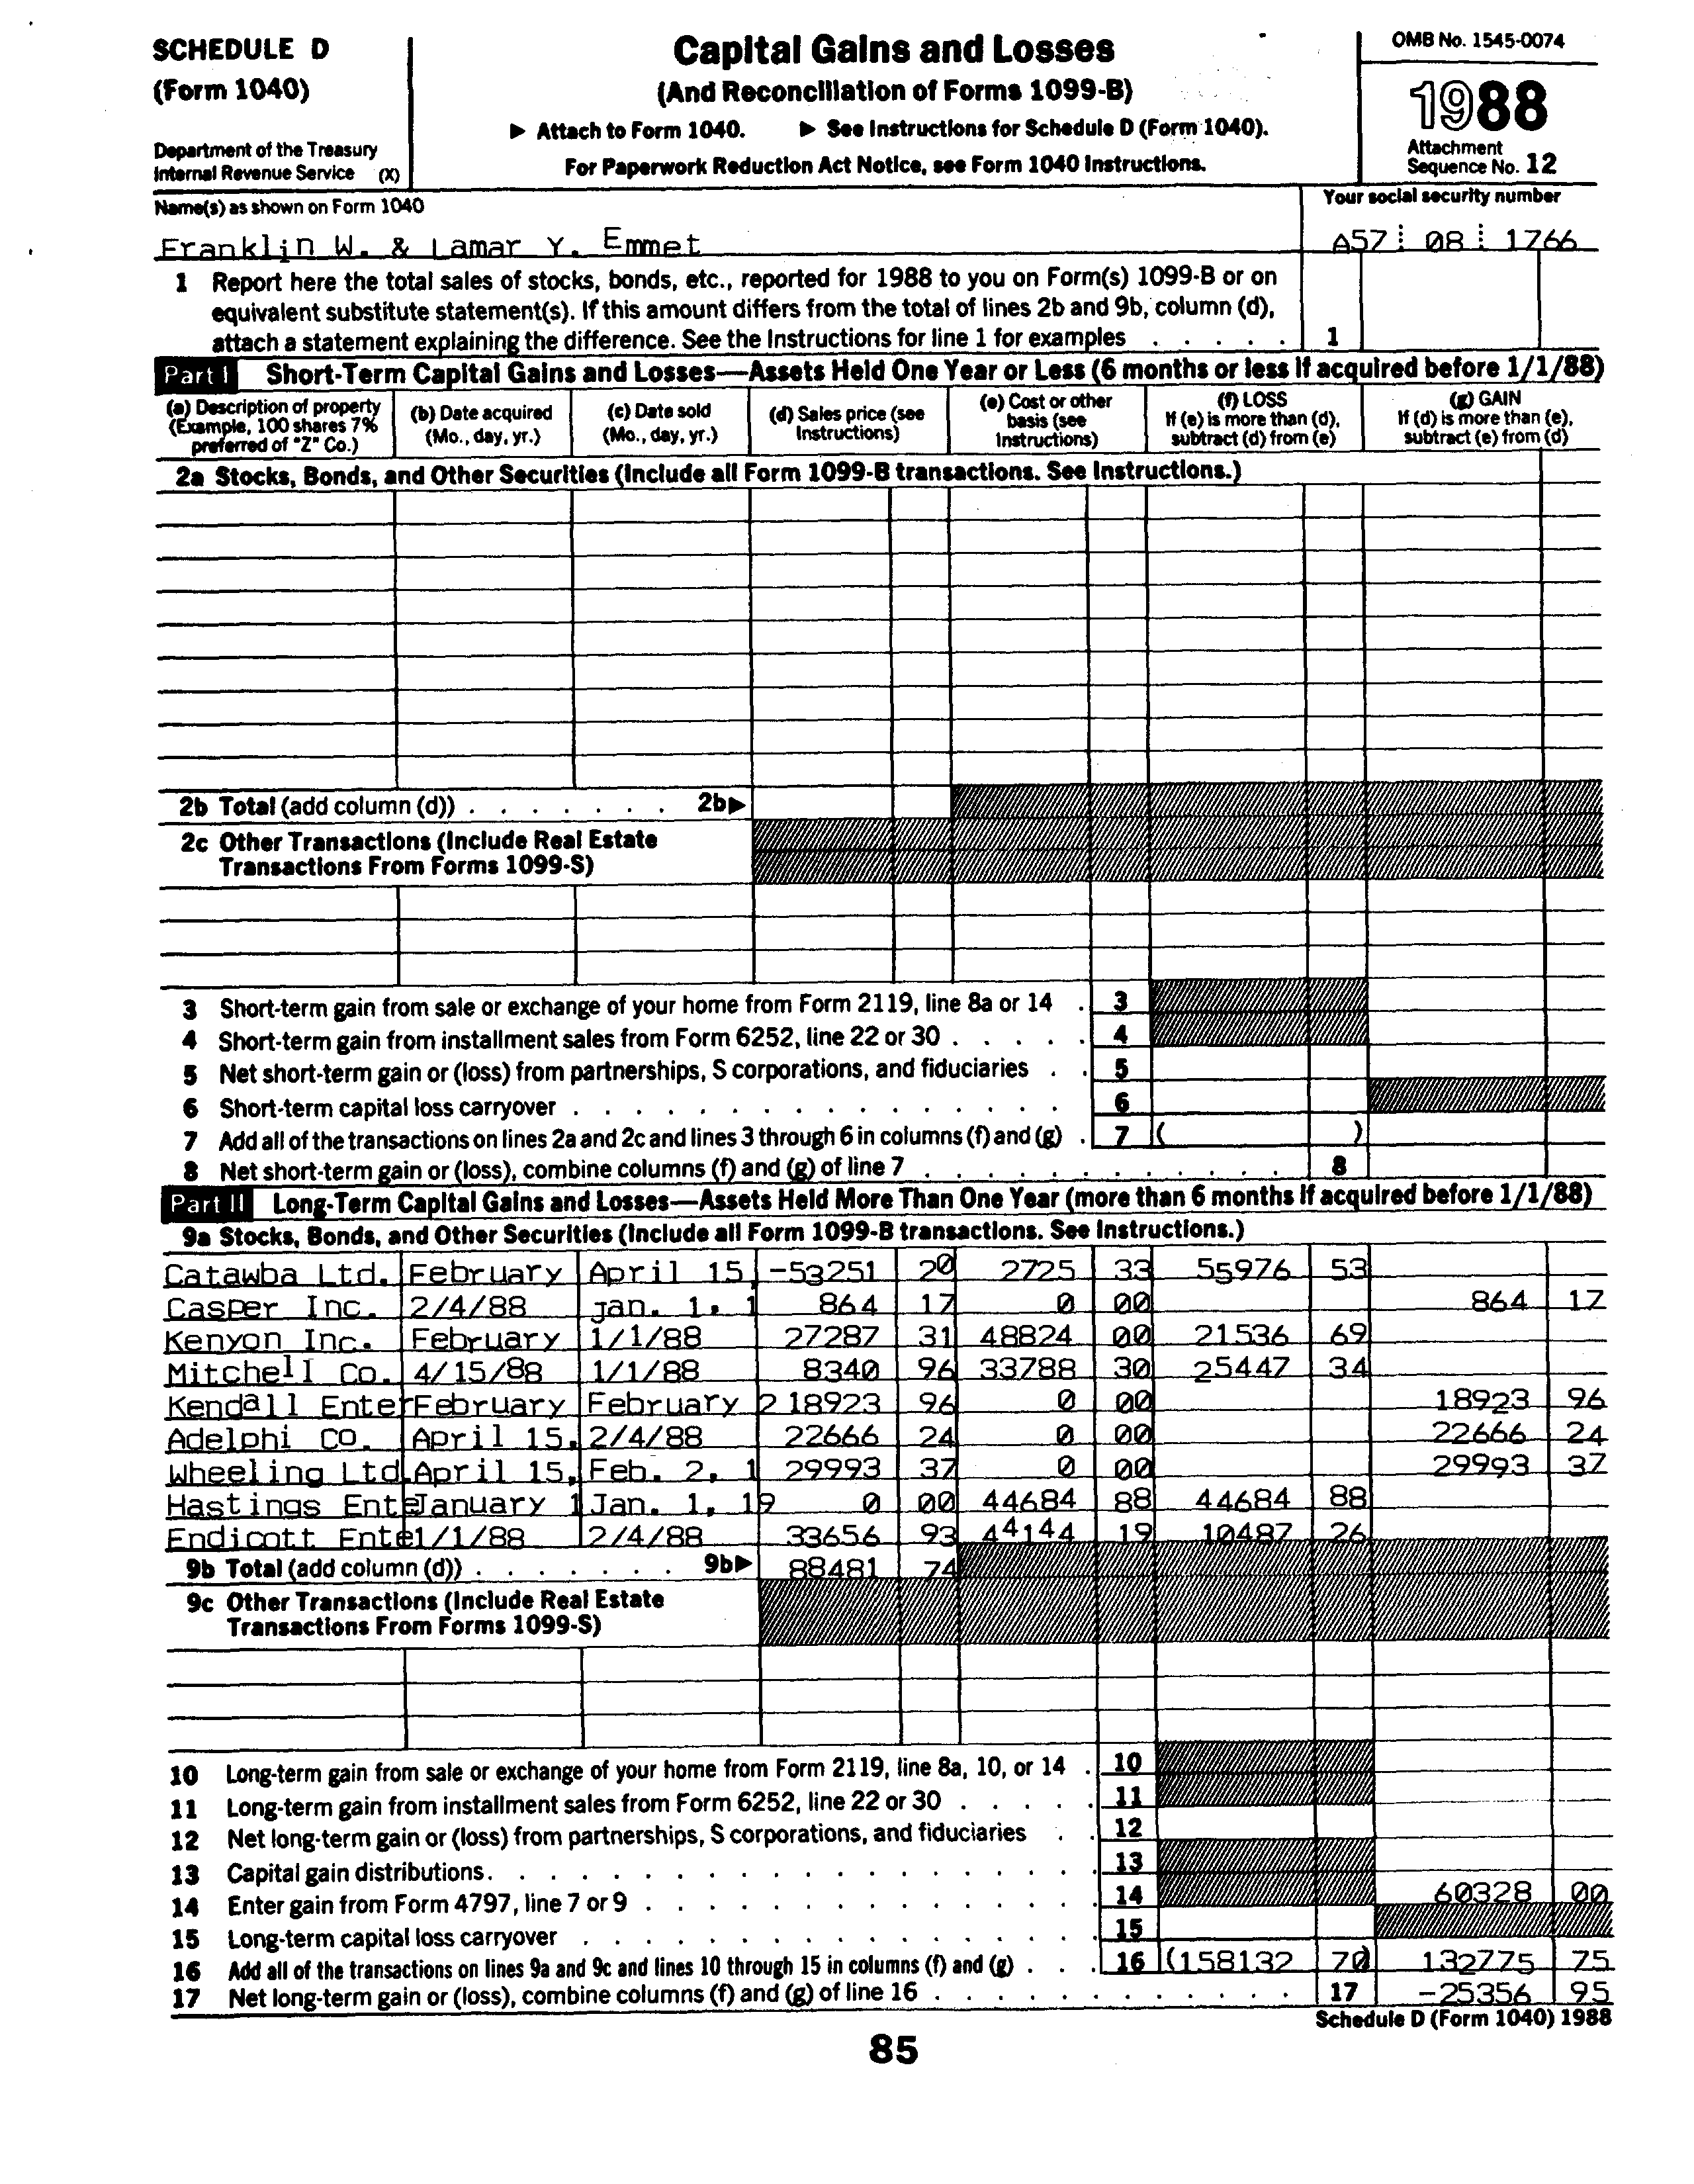 SCHEDULE D
(Form 1040)
Department of the Treasury
Internal Revenue Service (X)
Capital Gains and Losses
(And Reconciliation of Forms 1099-B)
▶ Attach to Form 1040. ▶ See Instructions for Schedule D (Form 1040).
For Paperwork Reduction Act Notice, see Form 1040 Instructions.
OMB No. 1545-0074
1988
Attachment
Sequence No. 12
Name(s) as shown on Form 1040
Your social security number
Franklin W. & Lamar Y. Emmet A57 08 1766
1 Report here the total sales of stocks, bonds, etc., reported for 1988 to you on Form(s) 1099-B or on
equivalent substitute statement(s). If this amount differs from the total of lines 2b and 9b, column (d),
attach a statement explaining the difference. See the Instructions for line 1 for examples . . . . . 1
Part I Short-Term Capital Gains and Losses—Assets Held One Year or Less (6 months or less if acquired before 1/1/88)
(a) Description of property
(Example, 100 shares 7%
preferred of "Z" Co.)
(b) Date acquired
(Mo., day, yr.)
(c) Date sold
(Mo., day, yr.)
(d) Sales price (see
Instructions)
(e) Cost or other
basis (see
Instructions)
(f) LOSS
If (e) is more than (d),
subtract (d) from (e)
(g) GAIN
If (d) is more than (e),
subtract (e) from (d)
2a Stocks, Bonds, and Other Securities (Include all Form 1099-B transactions. See Instructions.)
2b Total (add column (d)) . . . . . . . 2b▶
2c Other Transactions (Include Real Estate
Transactions From Forms 1099-S)
3 Short-term gain from sale or exchange of your home from Form 2119, line 8a or 14 . 3
4 Short-term gain from installment sales from Form 6252, line 22 or 30 . . . . . 4
5 Net short-term gain or (loss) from partnerships, S corporations, and fiduciaries . . 5
6 Short-term capital loss carryover . . . . . . . . . . . . . . . . 6
7 Add all of the transactions on lines 2a and 2c and lines 3 through 6 in columns (f) and (g) . 7 ( )
8 Net short-term gain or (loss), combine columns (f) and (g) of line 7 . . . . . . . . . . . . 8
Part II Long-Term Capital Gains and Losses—Assets Held More Than One Year (more than 6 months if acquired before 1/1/88)
9a Stocks, Bonds, and Other Securities (Include all Form 1099-B transactions. See Instructions.)
Catawba Ltd. February April 15, -53251 20 2725 33 55976 53
Casper Inc. 2/4/88 Jan. 1, 1 864 17 0 00 864 17
Kenyon Inc. February 1/1/88 27287 31 48824 00 21536 69
Mitchell Co. 4/15/88 1/1/88 8340 96 33788 30 25447 34
Kendall Enter February February 2 18923 96 0 00 18923 96
Adelphi Co. April 15, 2/4/88 22666 24 0 00 22666 24
Wheeling Ltd April 15, Feb. 2, 1 29993 37 0 00 29993 37
Hastings Ente January 1 Jan. 1, 19 0 00 44684 88 44684 88
Endicott Ente 1/1/88 2/4/88 33656 93 44144 19 10487 26
9b Total (add column (d)) . . . . . . . 9b▶ 88481 74
9c Other Transactions (Include Real Estate
Transactions From Forms 1099-S)
10 Long-term gain from sale or exchange of your home from Form 2119, line 8a, 10, or 14 . 10
11 Long-term gain from installment sales from Form 6252, line 22 or 30 . . . . . 11
12 Net long-term gain or (loss) from partnerships, S corporations, and fiduciaries . . 12
13 Capital gain distributions. . . . . . . . . . . . . . . . . . . 13
14 Enter gain from Form 4797, line 7 or 9 . . . . . . . . . . . . . . 14 60328 00
15 Long-term capital loss carryover . . . . . . . . . . . . . . . . 15
16 Add all of the transactions on lines 9a and 9c and lines 10 through 15 in columns (f) and (g) . . . 16 (158132 70) 132775 75
17 Net long-term gain or (loss), combine columns (f) and (g) of line 16 . . . . . . . . . . . . 17 -25356 95
Schedule D (Form 1040) 1988
85